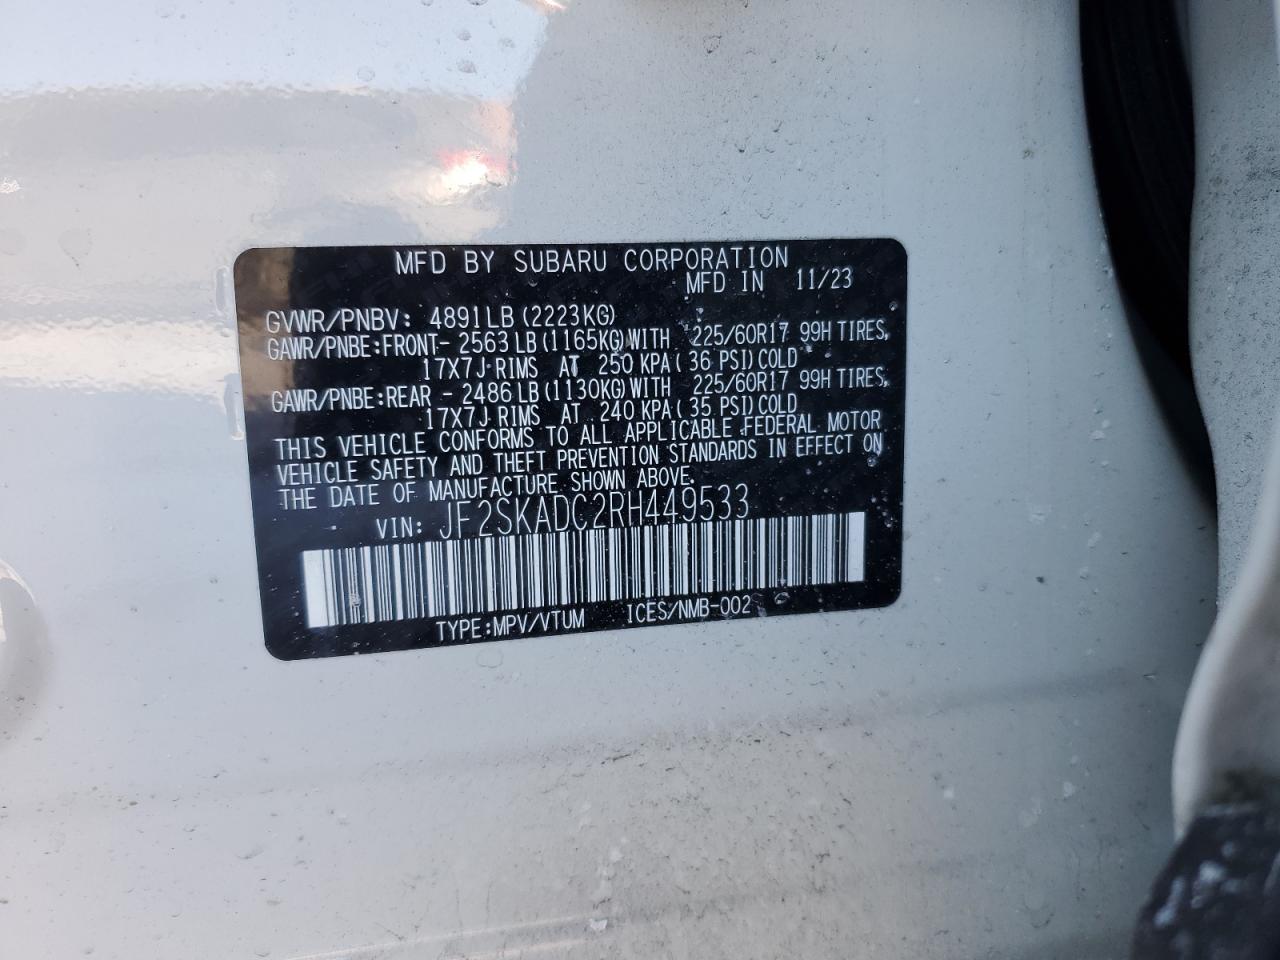 MFD BY SUBARU CORPORATION
MFD IN 11/23
GVWR/PNBV: 4891LB(2223KG)
GAWR/PNBE:FRONT- 2563LB(1165KG)WITH 225/60R17 99H TIRES,
17X7J RIMS AT 250 KPA( 36 PSI)COLD
GAWR/PNBE:REAR - 2486LB(1130KG)WITH 225/60R17 99H TIRES,
17X7J RIMS AT 240 KPA( 35 PSI)COLD
THIS VEHICLE CONFORMS TO ALL APPLICABLE FEDERAL MOTOR
VEHICLE SAFETY AND THEFT PREVENTION STANDARDS IN EFFECT ON
THE DATE OF MANUFACTURE SHOWN ABOVE.
VIN: JF2SKADC2RH449533
TYPE:MPV/VTUM ICES/NMB-002